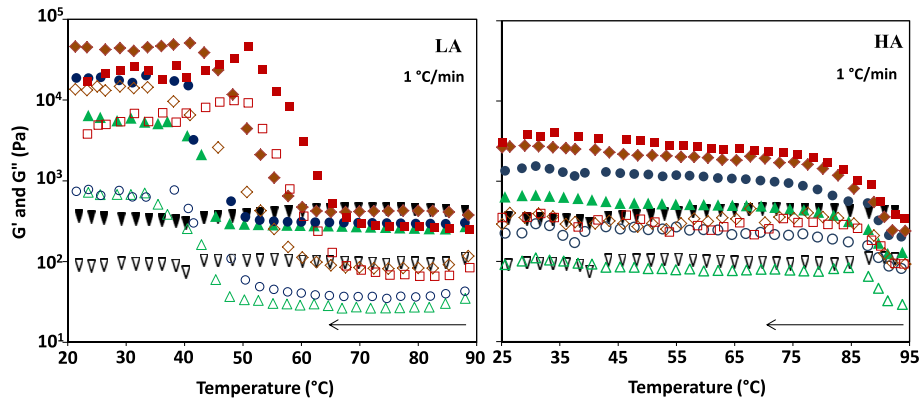 10⁵
10⁴
10³
10²
10¹
G' and G'' (Pa)
LA
1 °C/min
20 30 40 50 60 70 80 90
Temperature (°C)
HA
1 °C/min
25 35 45 55 65 75 85 95
Temperature (°C)